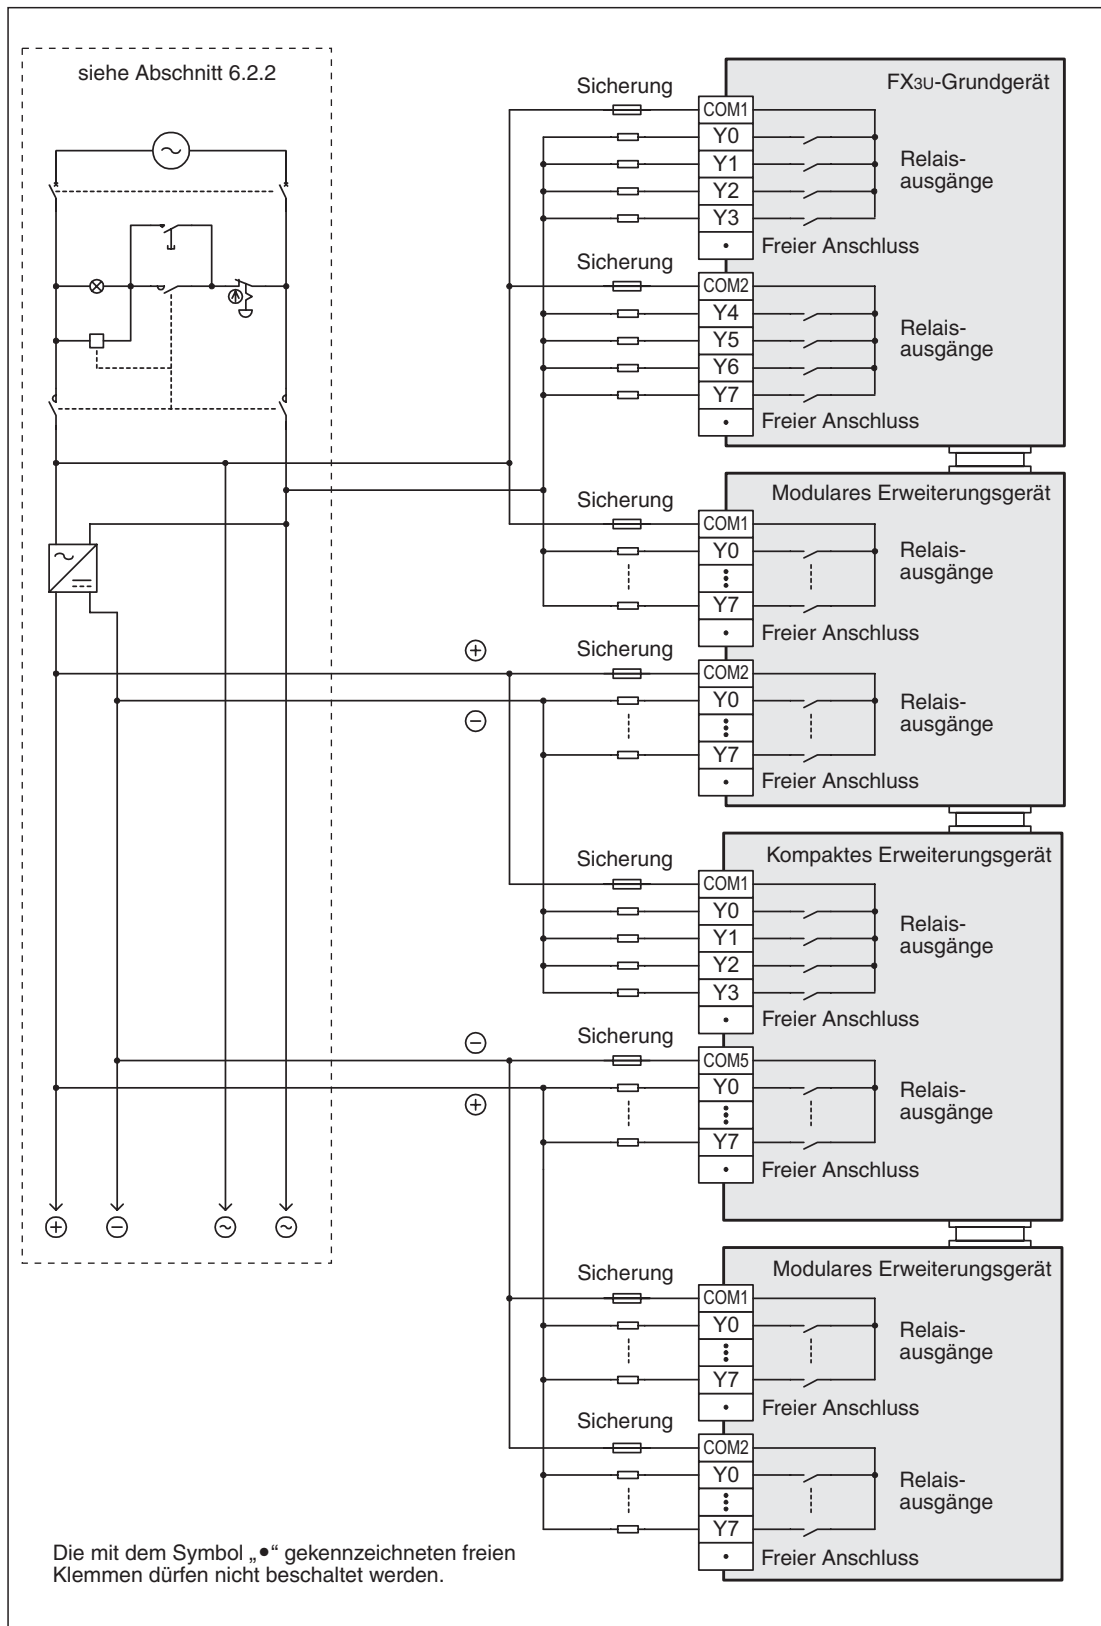 siehe Abschnitt 6.2.2
FX3U-Grundgerät
Sicherung
COM1
Y0
Y1
Y2
Y3
•
Relais-
ausgänge
Freier Anschluss
Sicherung
COM2
Y4
Y5
Y6
Y7
•
Relais-
ausgänge
Freier Anschluss
Modulares Erweiterungsgerät
Sicherung
COM1
Y0
Y7
•
Relais-
ausgänge
Freier Anschluss
+
−
Sicherung
COM2
Y0
Y7
•
Relais-
ausgänge
Freier Anschluss
Kompaktes Erweiterungsgerät
Sicherung
COM1
Y0
Y1
Y2
Y3
•
Relais-
ausgänge
Freier Anschluss
−
+
Sicherung
COM5
Y0
Y7
•
Relais-
ausgänge
Freier Anschluss
+ − ~ ~
Modulares Erweiterungsgerät
Sicherung
COM1
Y0
Y7
•
Relais-
ausgänge
Freier Anschluss
Sicherung
COM2
Y0
Y7
•
Relais-
ausgänge
Freier Anschluss
Die mit dem Symbol „•“ gekennzeichneten freien
Klemmen dürfen nicht beschaltet werden.